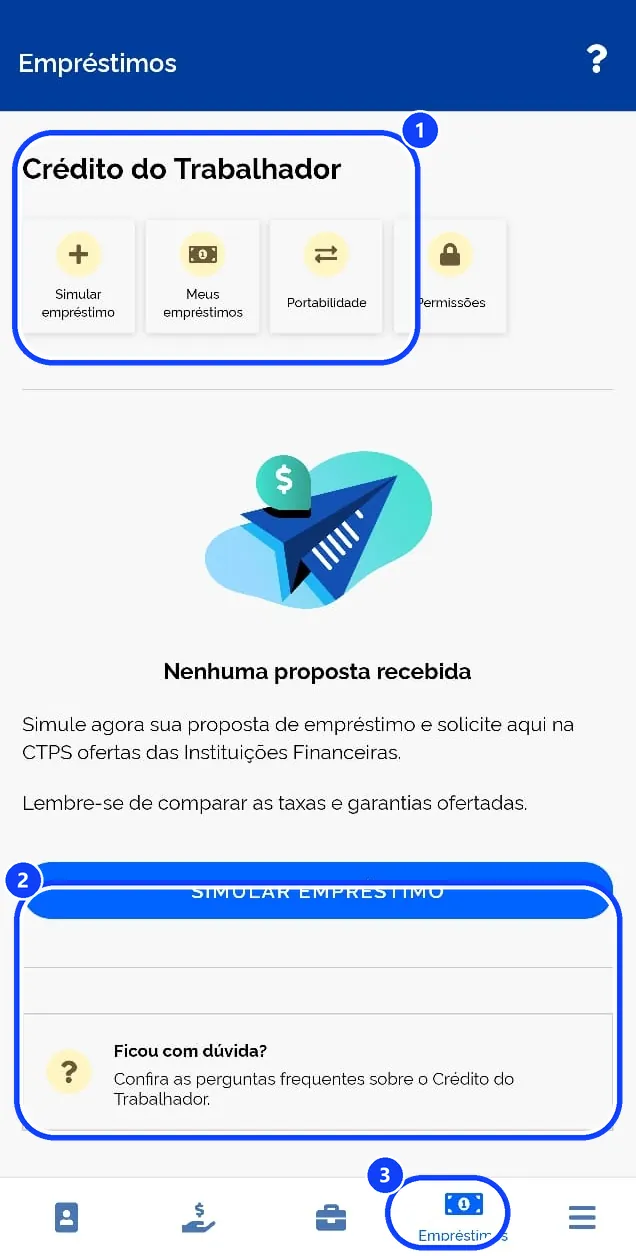 Empréstimos
?
1
Crédito do Trabalhador
Simular
empréstimo
1
Meus
empréstimos
Portabilidade
Permissões
$
Nenhuma proposta recebida
Simule agora sua proposta de empréstimo e solicite aqui na
CTPS ofertas das Instituições Financeiras.
Lembre-se de comparar as taxas e garantias ofertadas.
2
SIMULAR EMPRÉSTIMO
?
Ficou com dúvida?
Confira as perguntas frequentes sobre o Crédito do
Trabalhador.
3
$
1
Empréstimos